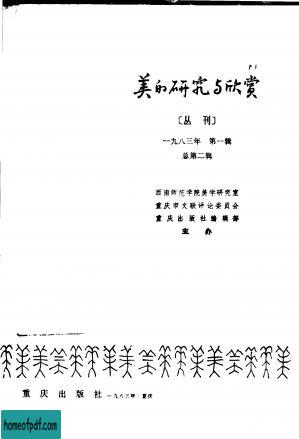 美的研究与欣赏
〔丛刊〕
一九八三年 第一辑
总第二辑
西南师范学院美学研究室
重庆市文联评论委员会
重庆出版社编辑部
主办
重庆出版社 一九八三年·重庆
homeofpdf.com